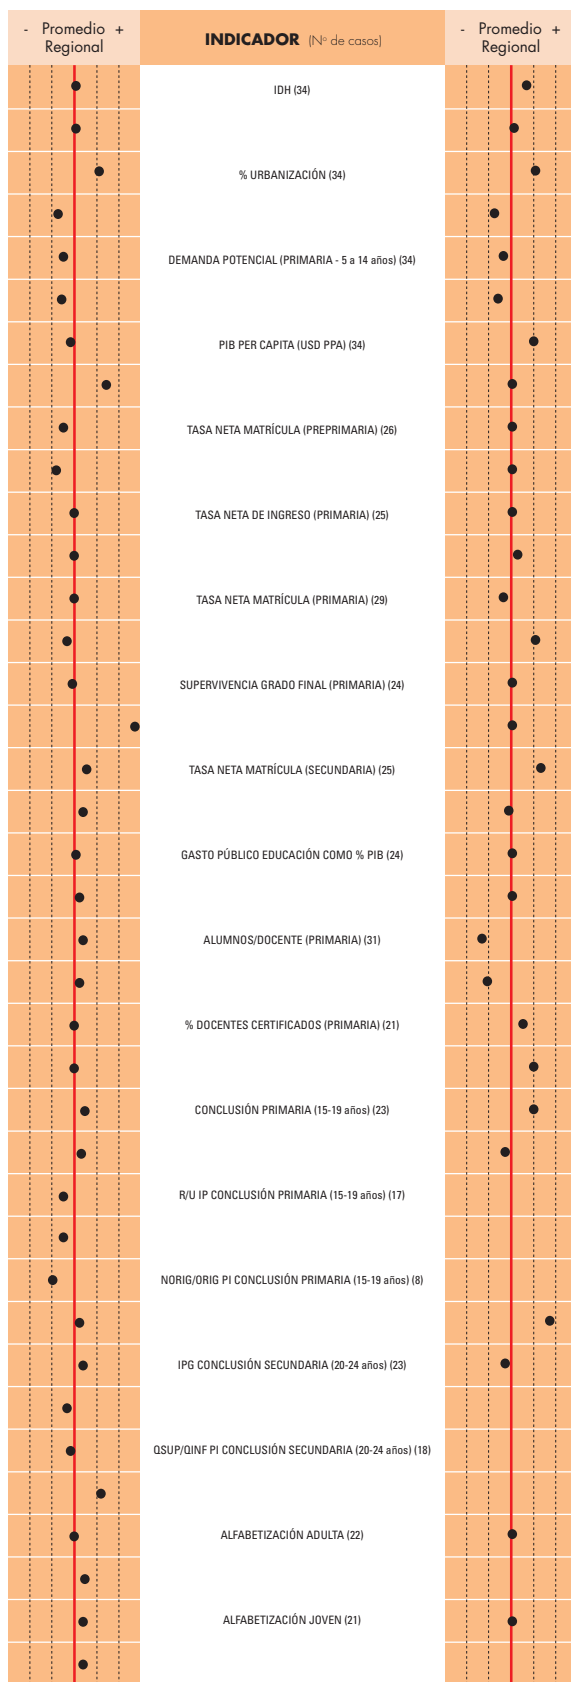 - Promedio +
Regional
INDICADOR (Nº de casos)
- Promedio +
Regional
IDH (34)
% URBANIZACIÓN (34)
DEMANDA POTENCIAL (PRIMARIA - 5 a 14 años) (34)
PIB PER CAPITA (USD PPA) (34)
TASA NETA MATRÍCULA (PREPRIMARIA) (26)
TASA NETA DE INGRESO (PRIMARIA) (25)
TASA NETA MATRÍCULA (PRIMARIA) (29)
SUPERVIVENCIA GRADO FINAL (PRIMARIA) (24)
TASA NETA MATRÍCULA (SECUNDARIA) (25)
GASTO PÚBLICO EDUCACIÓN COMO % PIB (24)
ALUMNOS/DOCENTE (PRIMARIA) (31)
% DOCENTES CERTIFICADOS (PRIMARIA) (21)
CONCLUSIÓN PRIMARIA (15-19 años) (23)
R/U IP CONCLUSIÓN PRIMARIA (15-19 años) (17)
NORIG/ORIG PI CONCLUSIÓN PRIMARIA (15-19 años) (8)
IPG CONCLUSIÓN SECUNDARIA (20-24 años) (23)
QSUP/QINF PI CONCLUSIÓN SECUNDARIA (20-24 años) (18)
ALFABETIZACIÓN ADULTA (22)
ALFABETIZACIÓN JOVEN (21)